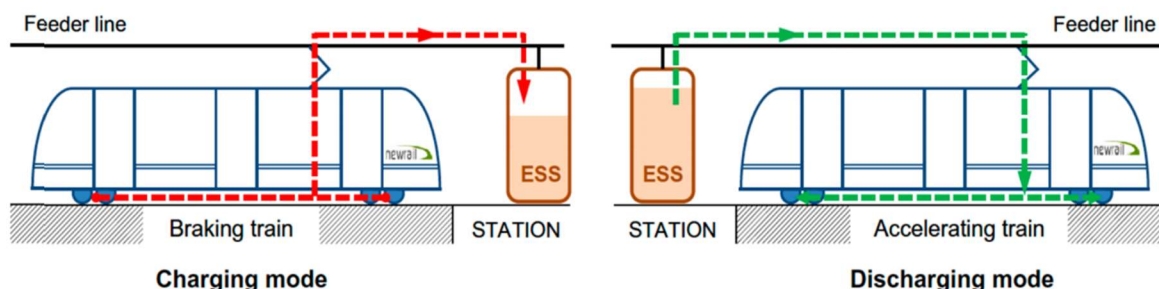 Feeder line
Feeder line
newrail
newrail
ESS
ESS
Braking train
STATION
STATION
Accelerating train
Charging mode
Discharging mode